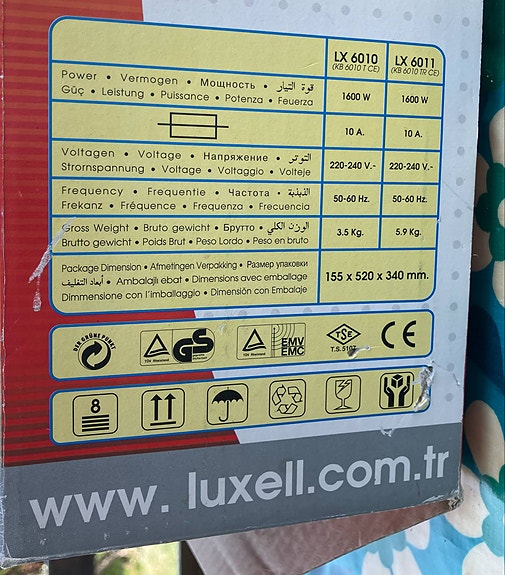 LX 6010 LX 6011
(KB 6010 T CE) (KB 6010 TR CE)
Power • Vermogen • Мощность • قوة التيار
Güç • Leistung • Puissance • Potenza • Feuerza
1600 W 1600 W
10 A. 10 A.
Voltagen • Voltage • Напряжение • التوتر
Stromspannung • Voltage • Voltaggio • Volteje
220-240 V.~ 220-240 V.~
Frequency • Frequentie • Частота • الذبذبة
Frekanz • Fréquence • Frequenza • Frecuencia
50-60 Hz. 50-60 Hz.
Gross Weight • Bruto gewicht • Брутто • الوزن الكلي
Brutto gewicht • Poids Brut • Peso Lordo • Peso en bruto
3.5 Kg. 5.9 Kg.
Package Dimension • Afmetingen Verpakking • Размер упаковки
أبعاد التغليف • Ambalajlı ebat • Dimensions avec emballage
Dimmensione con l'imballaggio • Dimensión con Embalaje
155 x 520 x 340 mm.
DER GRÜNE PUNKT
TÜV Rheinland GS geprüfte Sicherheit
TÜV Rheinland EMV EMC
TSE
T.S. 5107
CE
8
www. luxell.com.tr